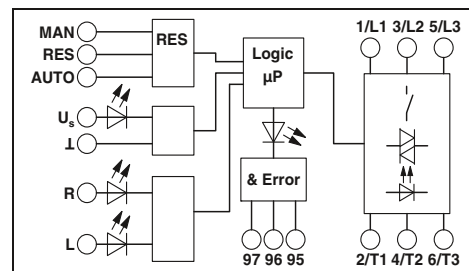 MAN
RES
AUTO
RES
Us
⊥
R
L
Logic
µP
& Error
97 96 95
1/L1 3/L2 5/L3
2/T1 4/T2 6/T3